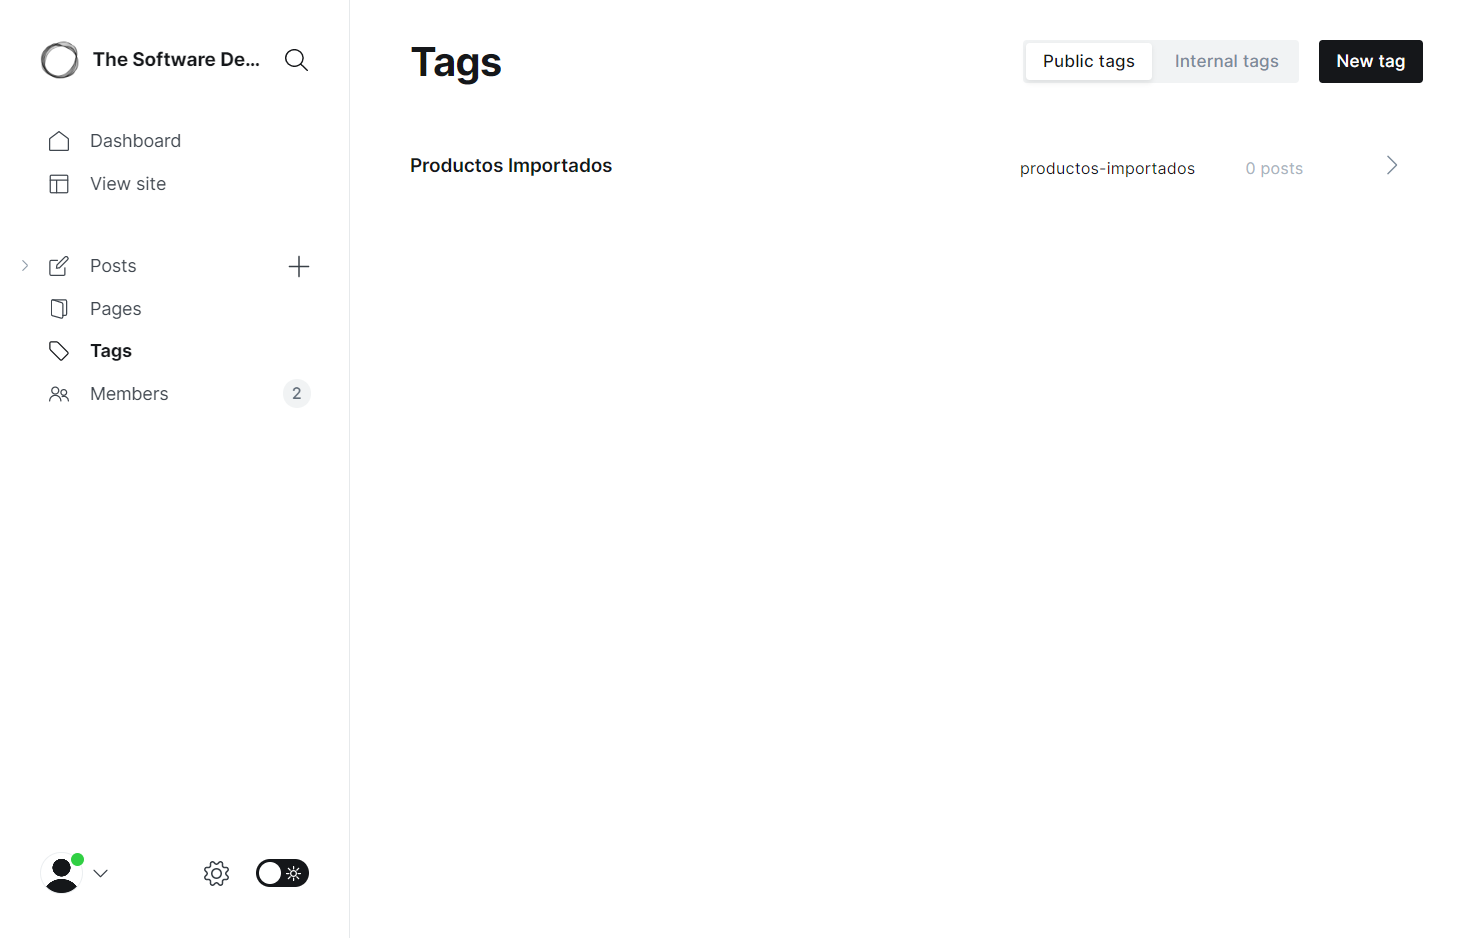 The Software De...
Dashboard
View site
Posts
Pages
Tags
Members
2
Tags
Public tags
Internal tags
New tag
Productos Importados
productos-importados
0 posts